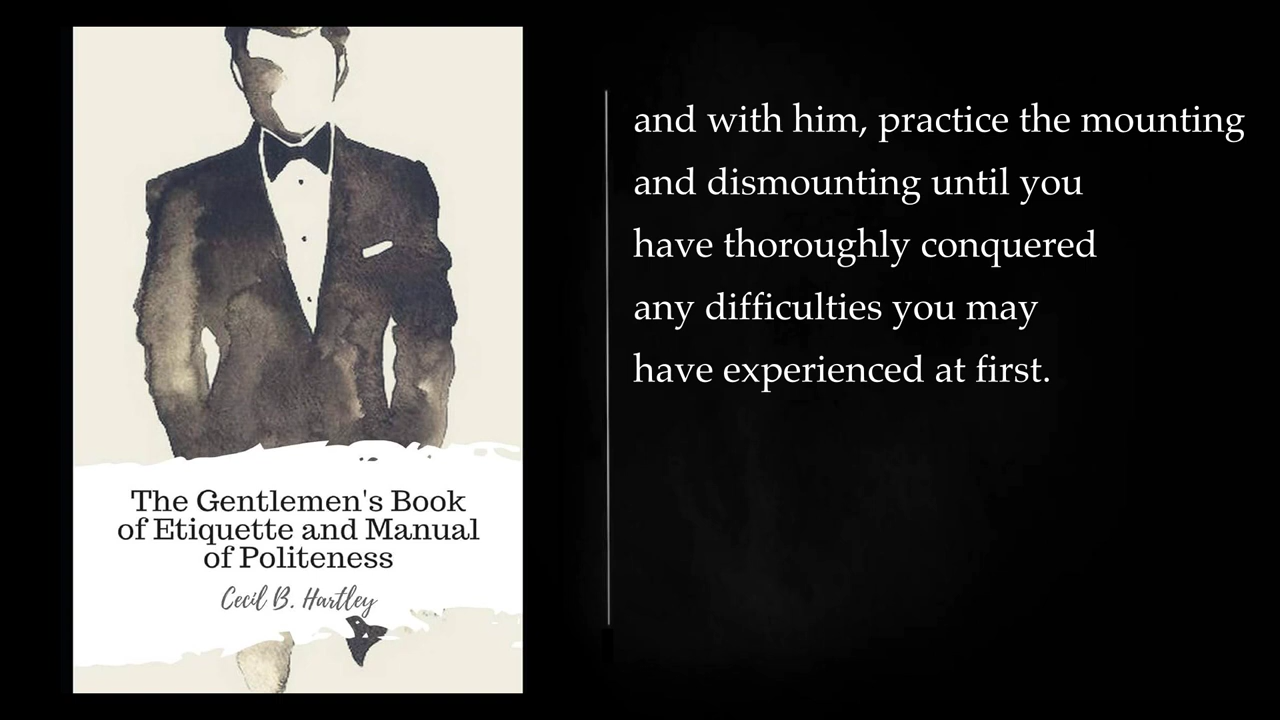 The Gentlemen's Book
of Etiquette and Manual
of Politeness
Cecil B. Hartley
and with him, practice the mounting
and dismounting until you
have thoroughly conquered
any difficulties you may
have experienced at first.